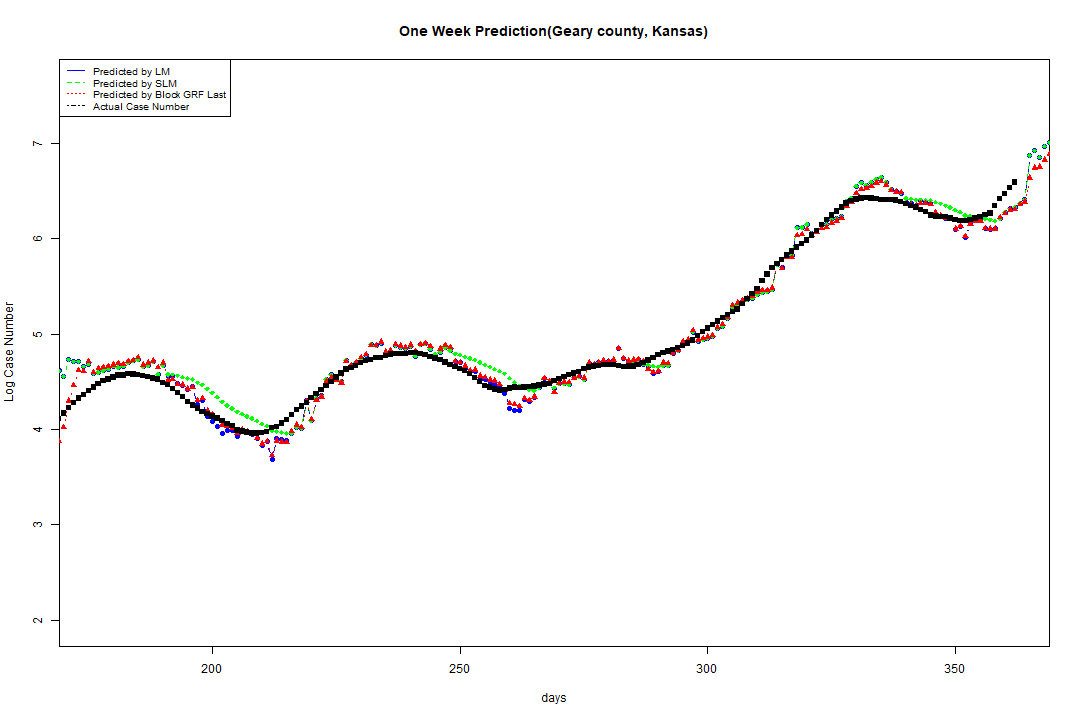 One Week Prediction(Geary county, Kansas)
Predicted by LM
Predicted by SLM
Predicted by Block GRF Last
Actual Case Number
7
6
5
4
3
2
Log Case Number
200
250
300
350
days